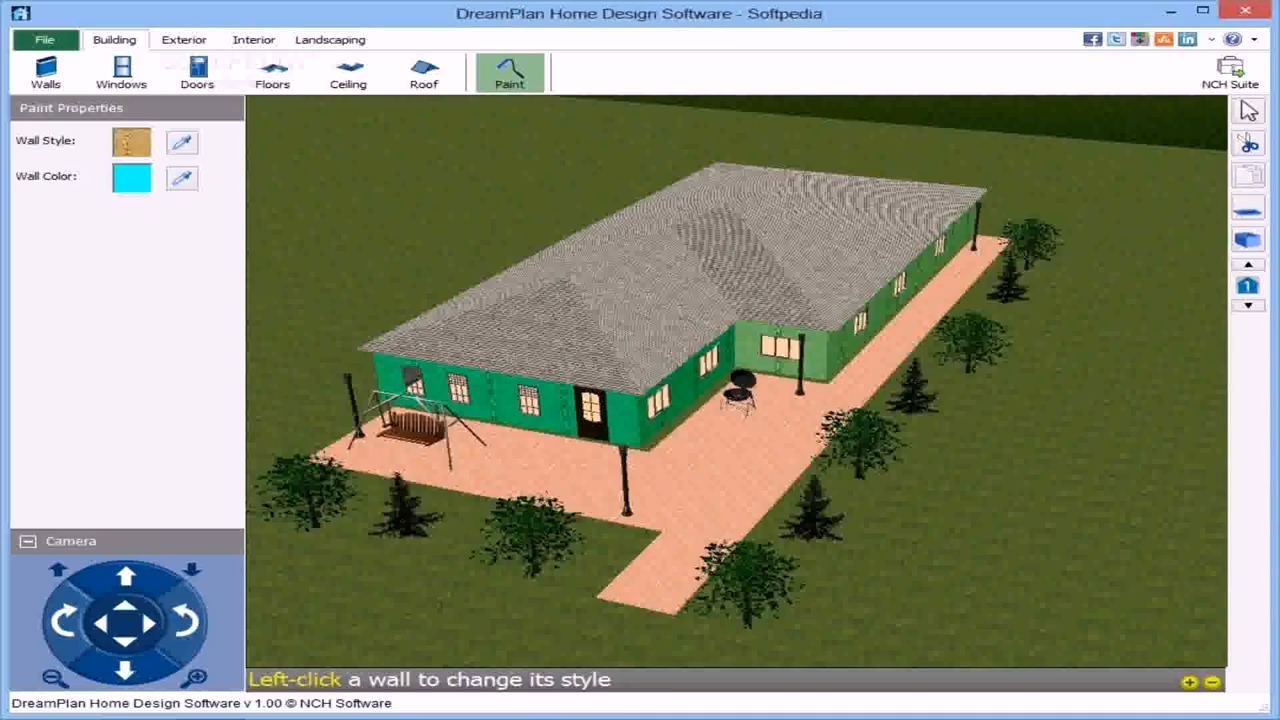 DreamPlan Home Design Software - Softpedia
File Building Exterior Interior Landscaping
Walls Windows Doors Floors Ceiling Roof Paint NCH Suite
Paint Properties
Wall Style:
Wall Color:
1
Camera
Left-click a wall to change its style
DreamPlan Home Design Software v 1.00 © NCH Software